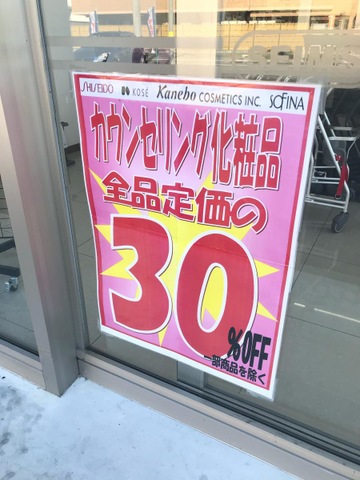 SHISEIDO KOSÉ Kanebo COSMETICS INC. SOFINA
カウンセリング化粧品
全品定価の
30
%OFF
一部商品を除く